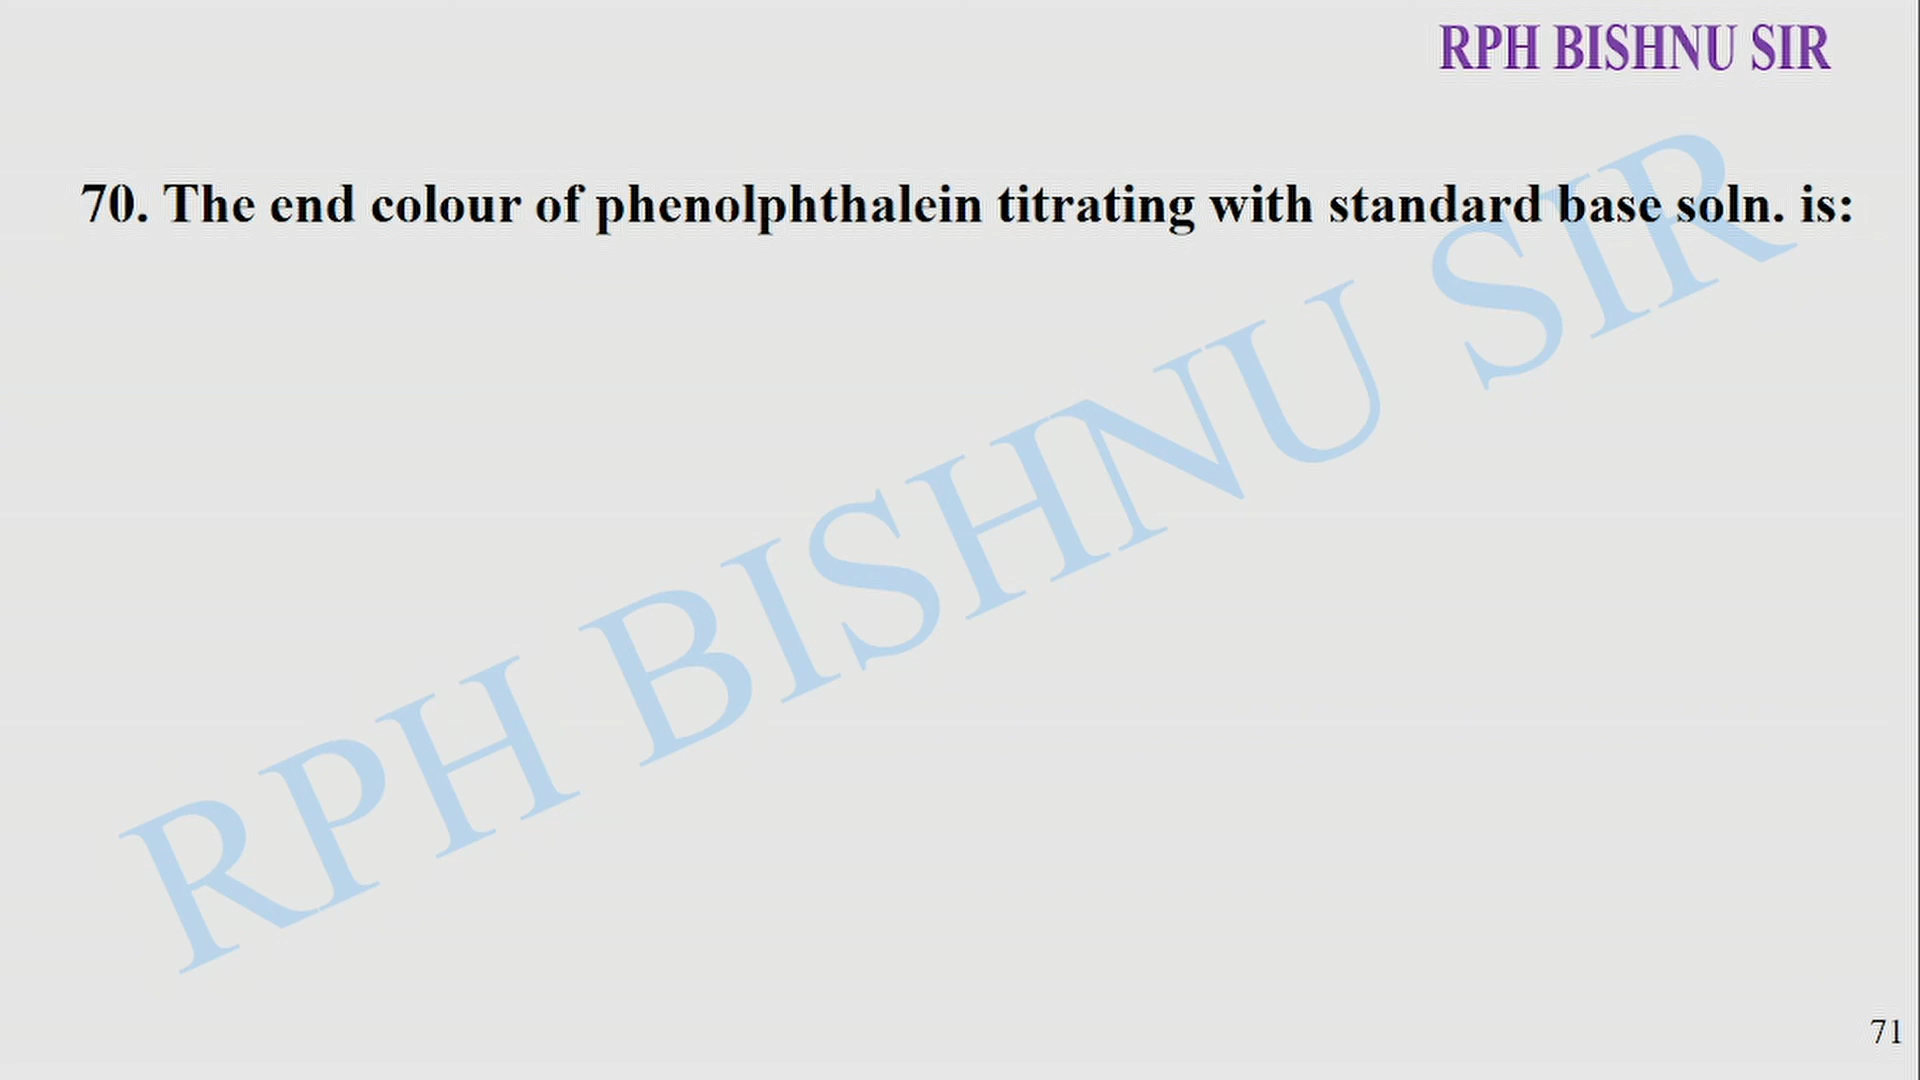 RPH BISHNU SIR
70. The end colour of phenolphthalein titrating with standard base soln. is:
RPH BISHNU SIR
71